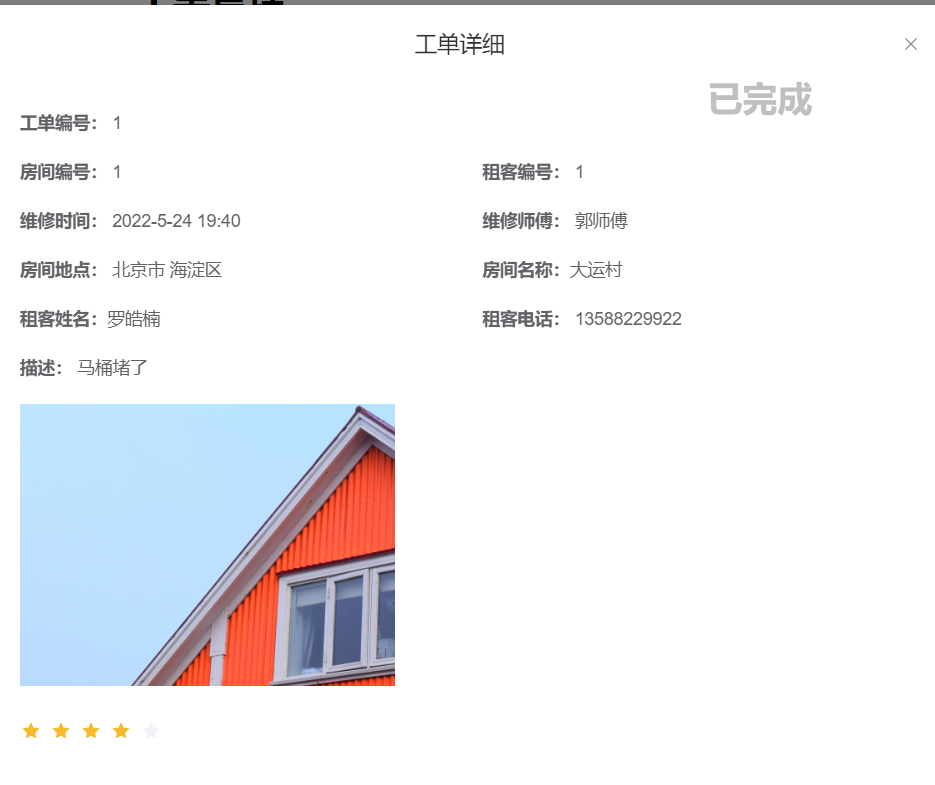 工单详细
已完成
工单编号： 1
房间编号： 1
租客编号： 1
维修时间： 2022-5-24 19:40
维修师傅： 郭师傅
房间地点： 北京市 海淀区
房间名称：大运村
租客姓名：罗皓楠
租客电话： 13588229922
描述： 马桶堵了